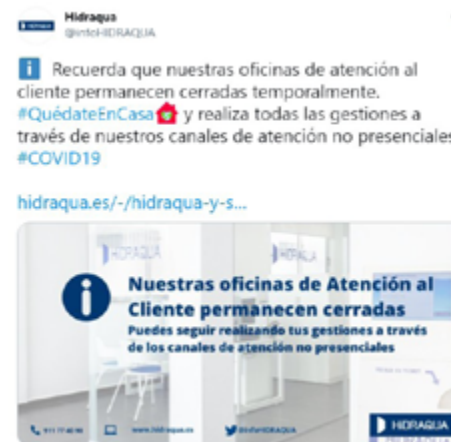 Hidraqua
@infoHIDRAQUA
Recuerda que nuestras oficinas de atención al
cliente permanecen cerradas temporalmente.
#QuédateEnCasa y realiza todas las gestiones a
través de nuestros canales de atención no presenciales
#COVID19
hidraqua.es/-/hidraqua-y-s...
HIDRAQUA
HIDRAQUA
Nuestras oficinas de Atención al
Cliente permanecen cerradas
Puedes seguir realizando tus gestiones a través
de los canales de atención no presenciales
www.hidraqua.es
@infoHIDRAQUA
HIDRAQUA